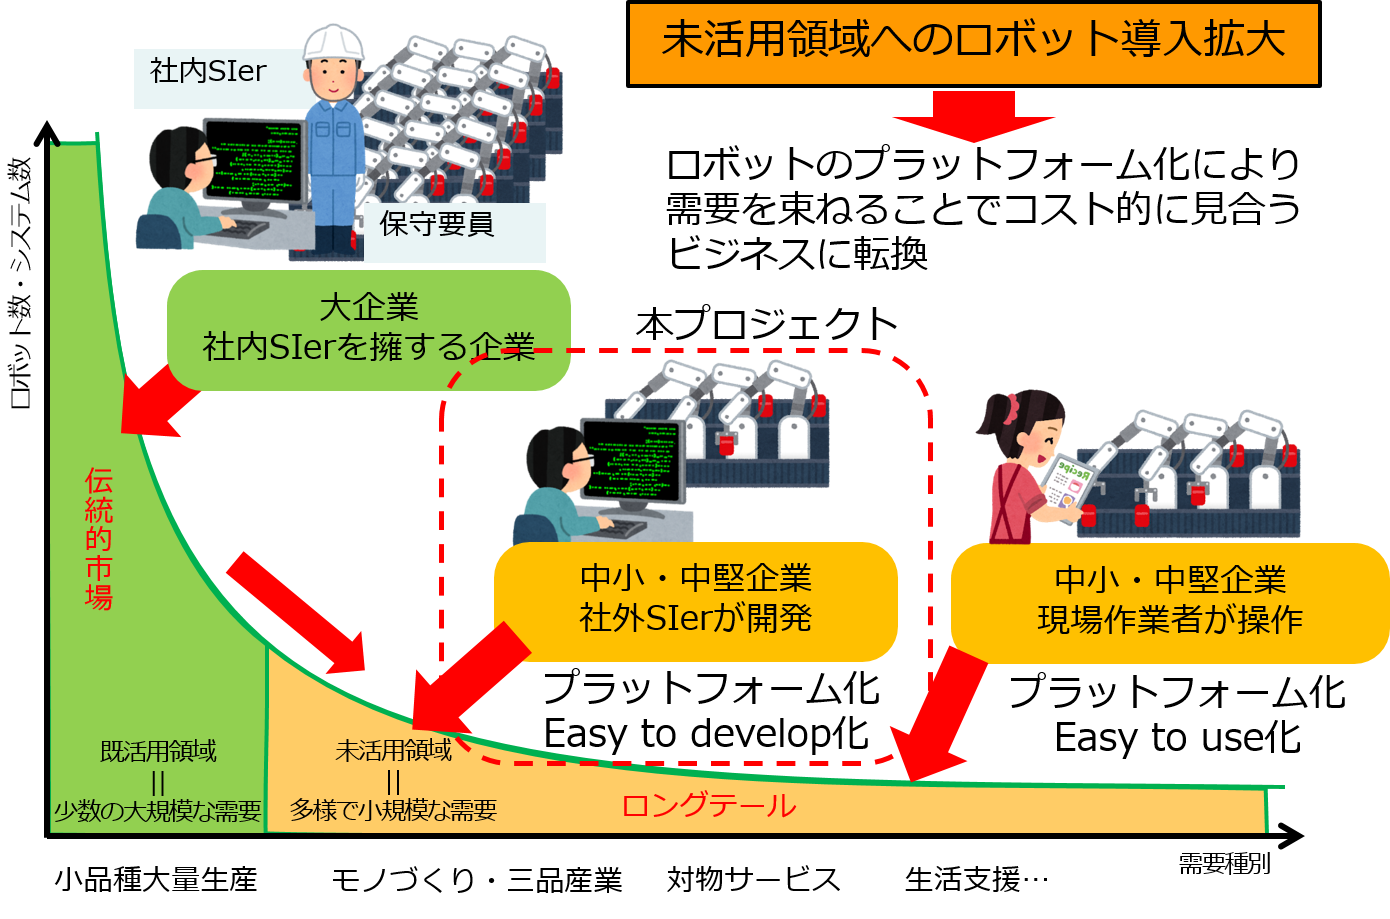 未活用領域へのロボット導入拡大
ロボットのプラットフォーム化により
需要を束ねることでコスト的に見合う
ビジネスに転換
社内SIer
保守要員
大企業
社内SIerを擁する企業
本プロジェクト
ロボット数・システム数
伝統的市場
Recipe
中小・中堅企業
社外SIerが開発
プラットフォーム化
Easy to develop化
中小・中堅企業
現場作業者が操作
プラットフォーム化
Easy to use化
既活用領域
||
少数の大規模な需要
未活用領域
||
多様で小規模な需要
ロングテール
需要種別
小品種大量生産
モノづくり・三品産業
対物サービス
生活支援…